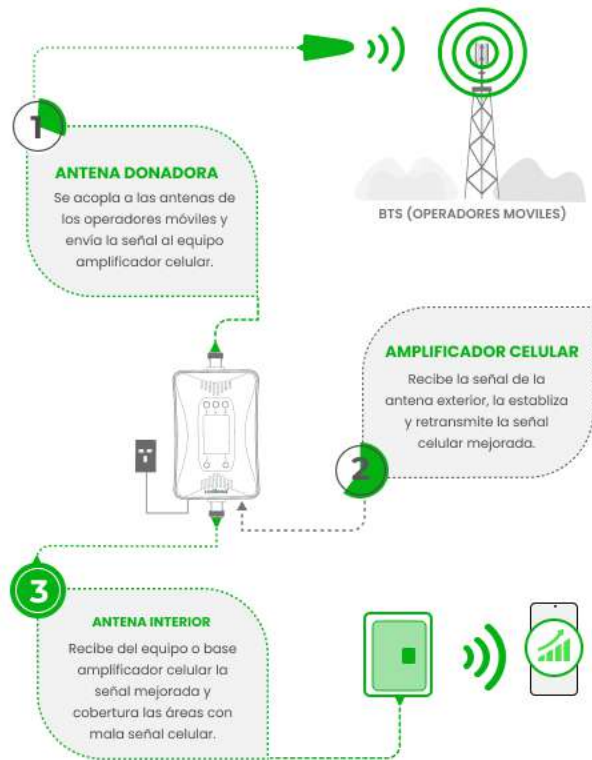 BTS (OPERADORES MOVILES)
1
ANTENA DONADORA
Se acopla a las antenas de
los operadores móviles y
envía la señal al equipo
amplificador celular.
AMPLIFICADOR CELULAR
Recibe la señal de la
antena exterior, la establiza
y retransmite la señal
celular mejorada.
2
3
ANTENA INTERIOR
Recibe del equipo o base
amplificador celular la
señal mejorada y
cobertura las áreas con
mala señal celular.